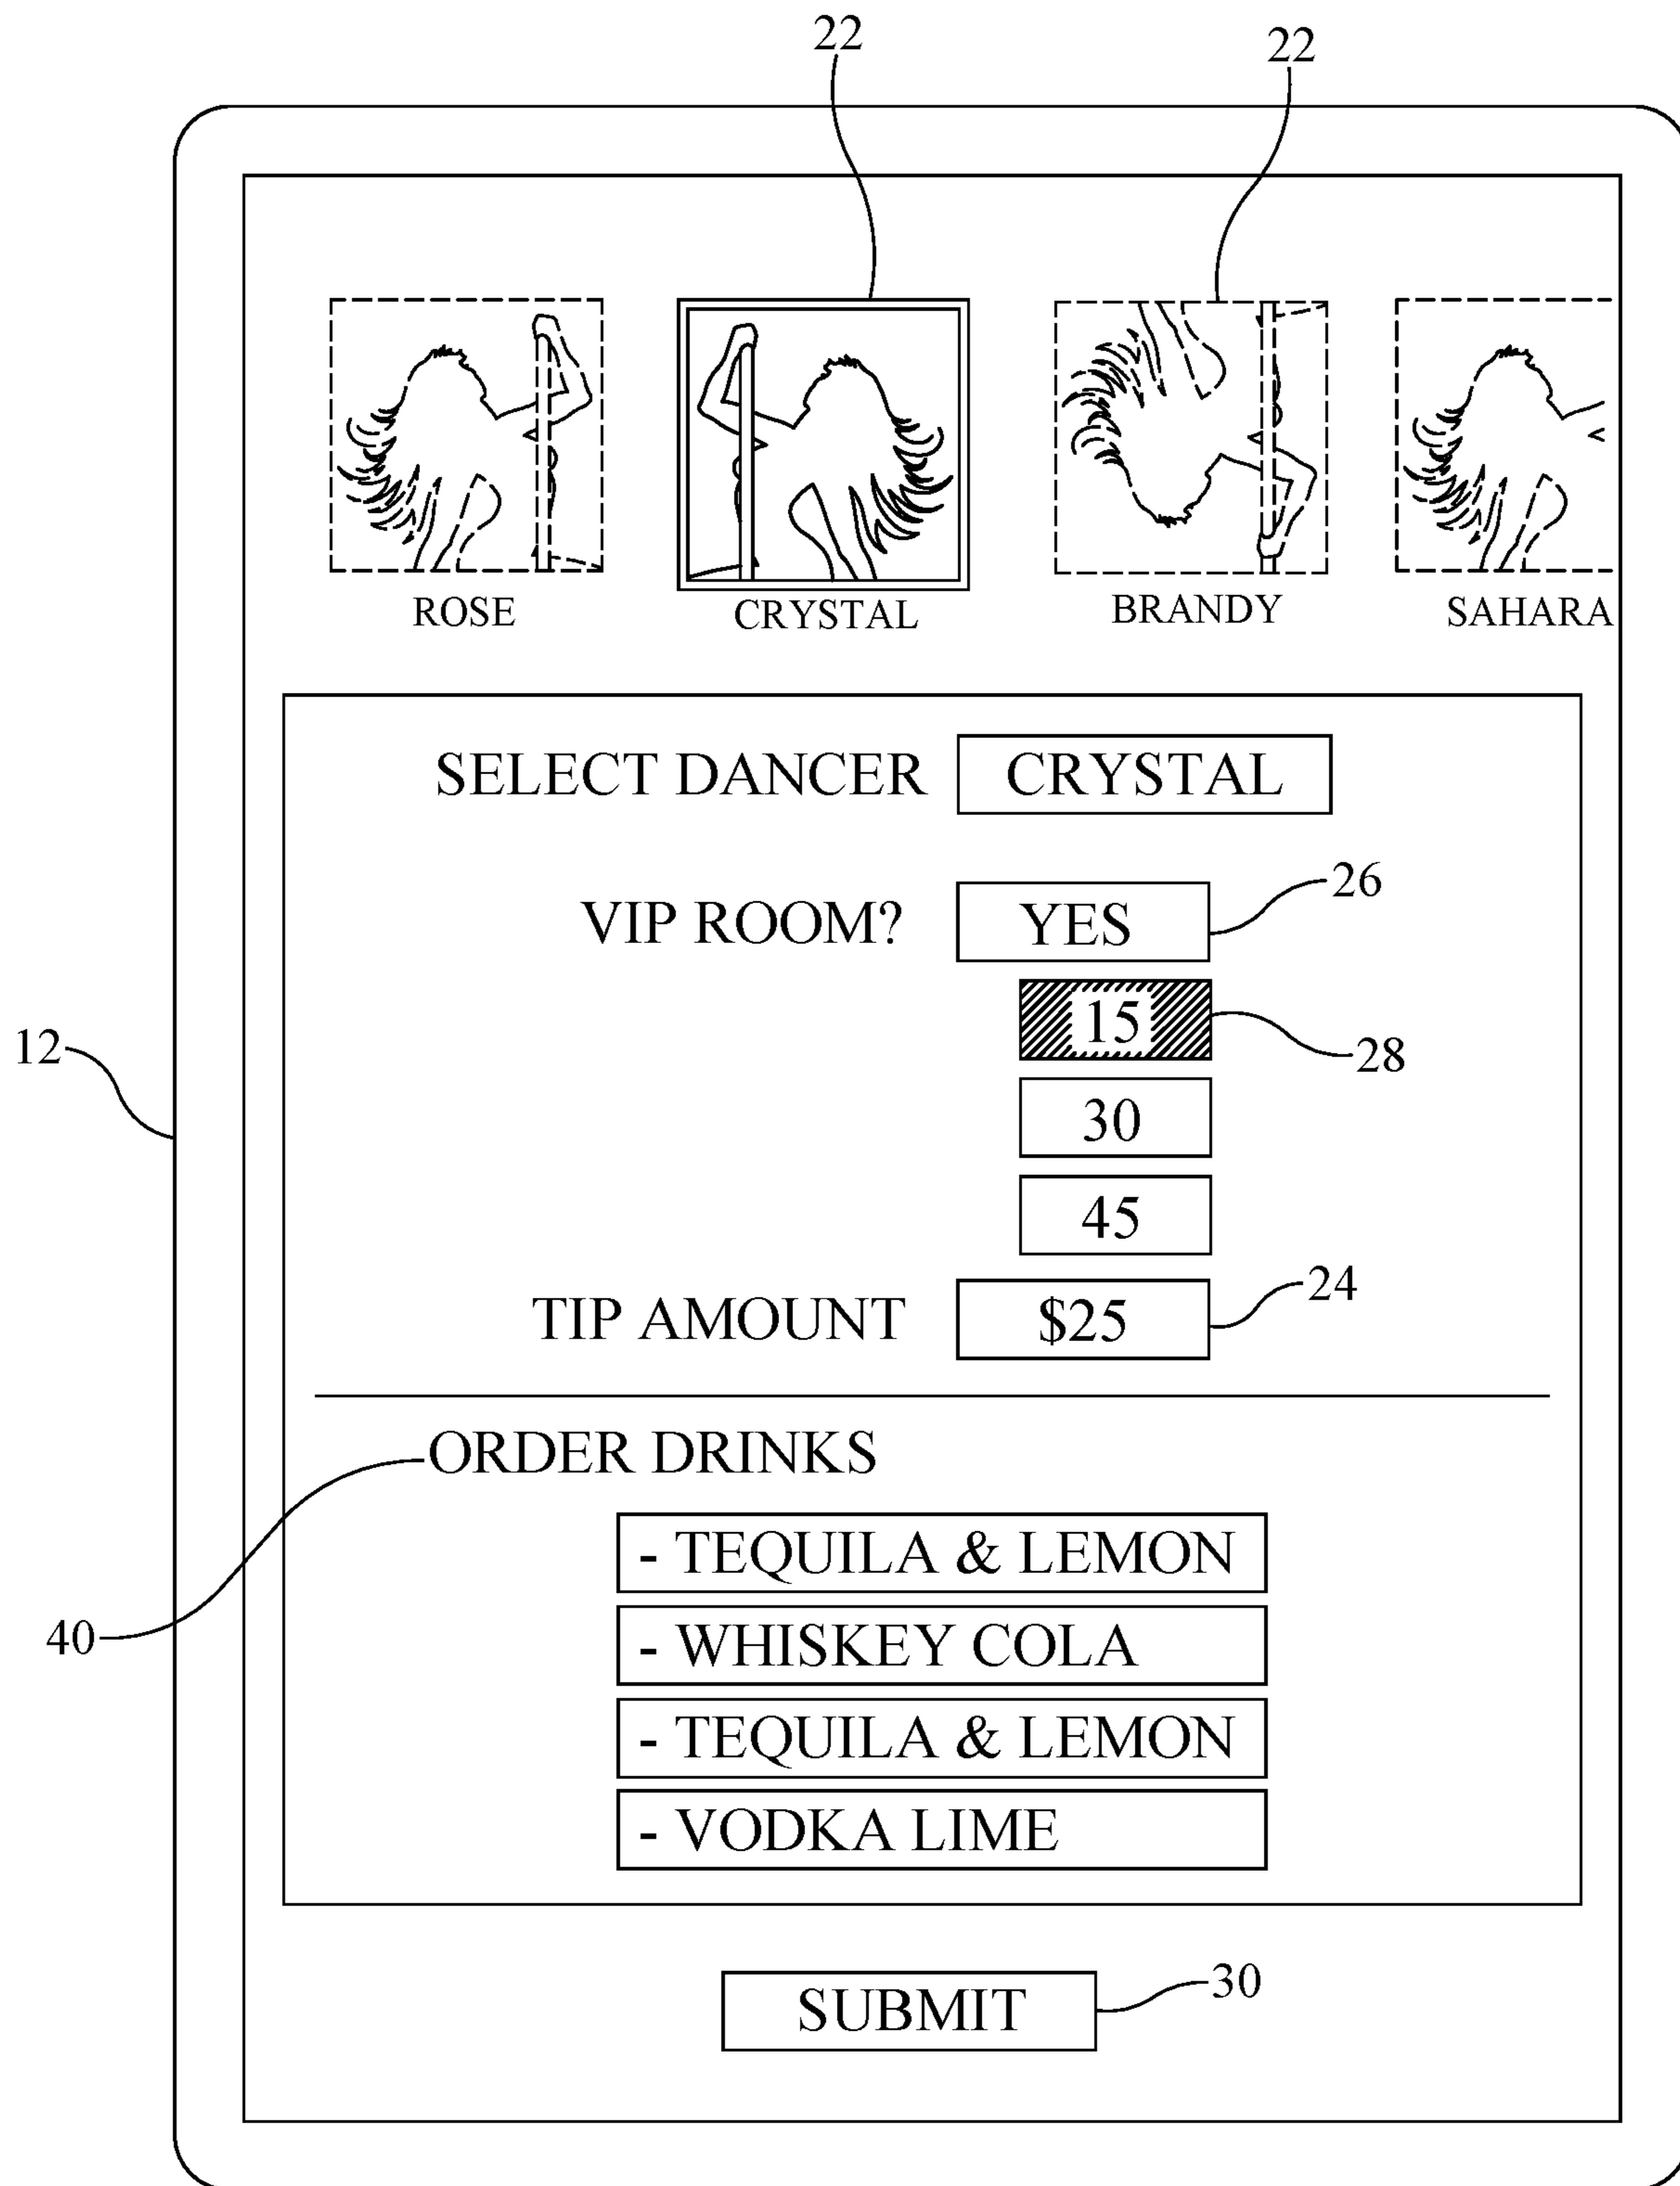 22 22
ROSE CRYSTAL BRANDY SAHARA
SELECT DANCER CRYSTAL
VIP ROOM? YES 26
15 28
12
30
45
TIP AMOUNT $25 24
ORDER DRINKS
- TEQUILA & LEMON
- WHISKEY COLA
40
- TEQUILA & LEMON
- VODKA LIME
SUBMIT 30